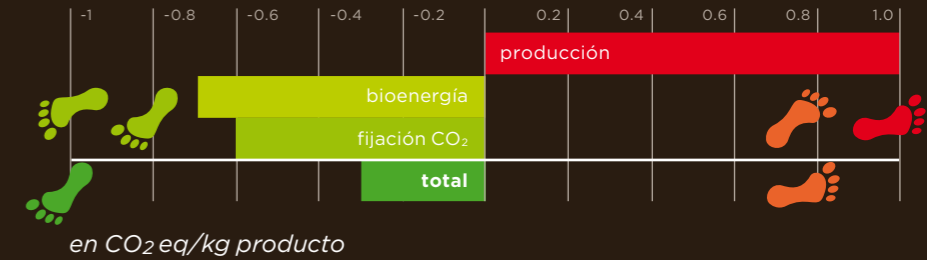 -1 -0.8 -0.6 -0.4 -0.2 0.2 0.4 0.6 0.8 1.0
producción
bioenergía
fijación CO₂
total
en CO₂ eq/kg producto